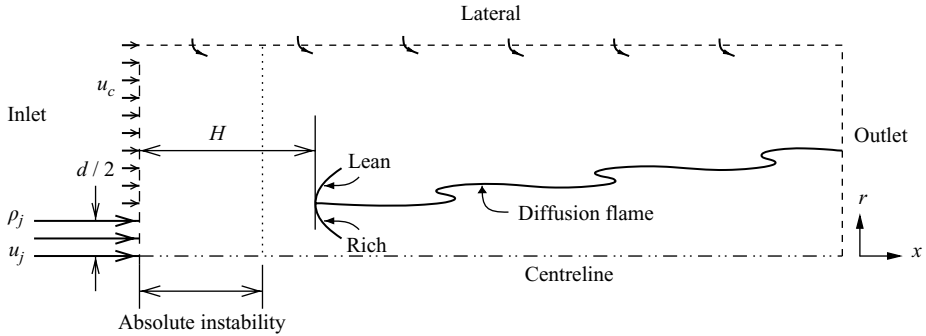 Lateral
u_c
Inlet
H
Outlet
d / 2
Lean
ρ_j
Diffusion flame
r
u_j
Rich
x
Centreline
Absolute instability